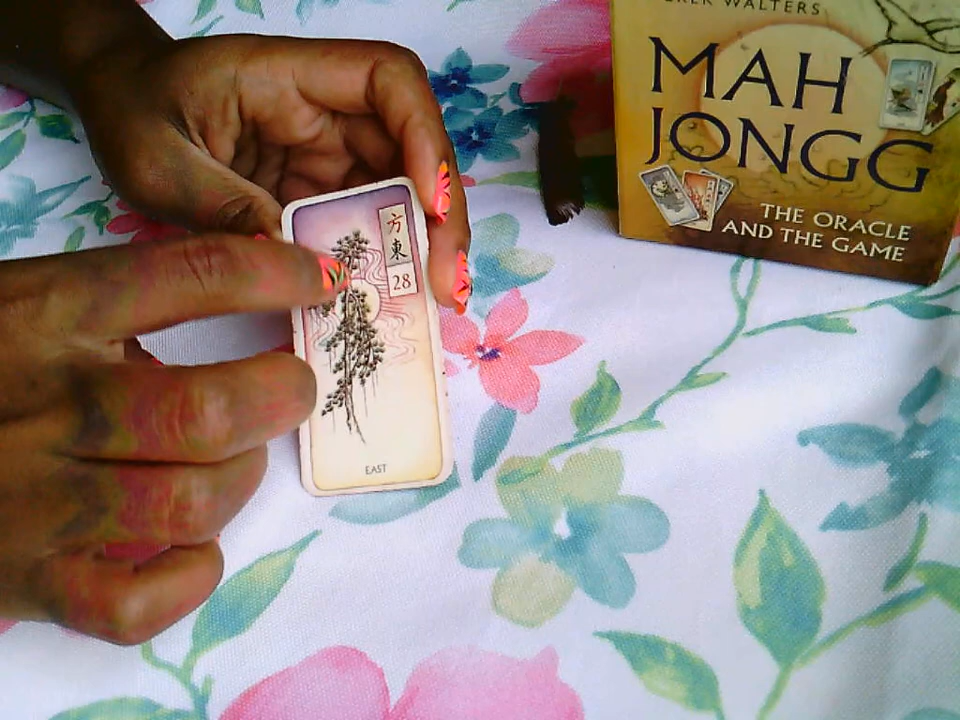 EREK WALTERS
MAH
JONGG
THE ORACLE
AND THE GAME
方東
28
EAST